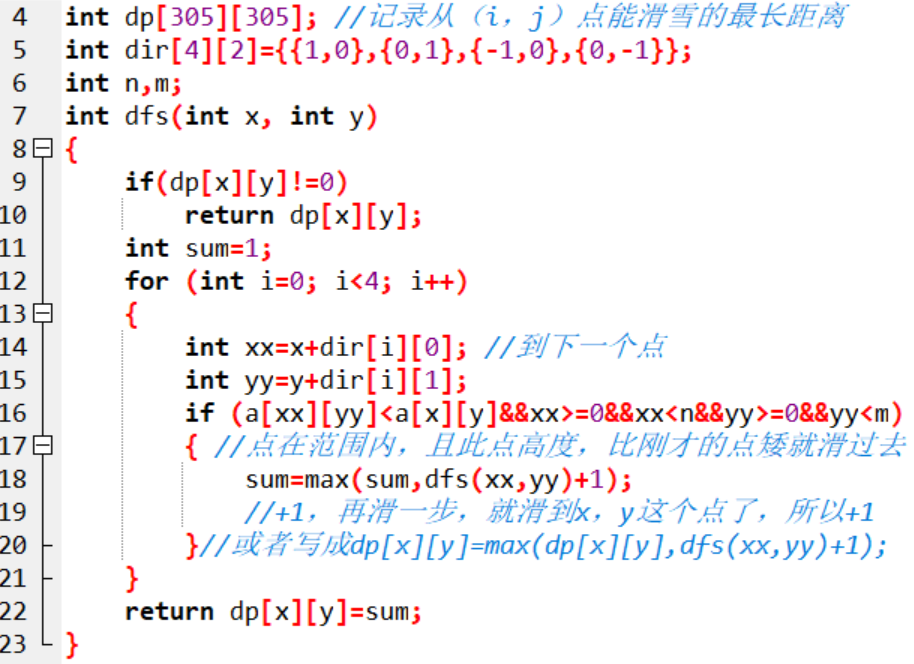 4 int dp[305][305]; //记录从（i，j）点能滑雪的最长距离
5 int dir[4][2]={{1,0},{0,1},{-1,0},{0,-1}};
6 int n,m;
7 int dfs(int x, int y)
8 {
9 if(dp[x][y]!=0)
10 return dp[x][y];
11 int sum=1;
12 for (int i=0; i<4; i++)
13 {
14 int xx=x+dir[i][0]; //到下一个点
15 int yy=y+dir[i][1];
16 if (a[xx][yy]<a[x][y]&&xx>=0&&xx<n&&yy>=0&&yy<m)
17 { //点在范围内，且此点高度，比刚才的点矮就滑过去
18 sum=max(sum,dfs(xx,yy)+1);
19 //+1，再滑一步，就滑到x，y这个点了，所以+1
20 }//或者写成dp[x][y]=max(dp[x][y],dfs(xx,yy)+1);
21 }
22 return dp[x][y]=sum;
23 }